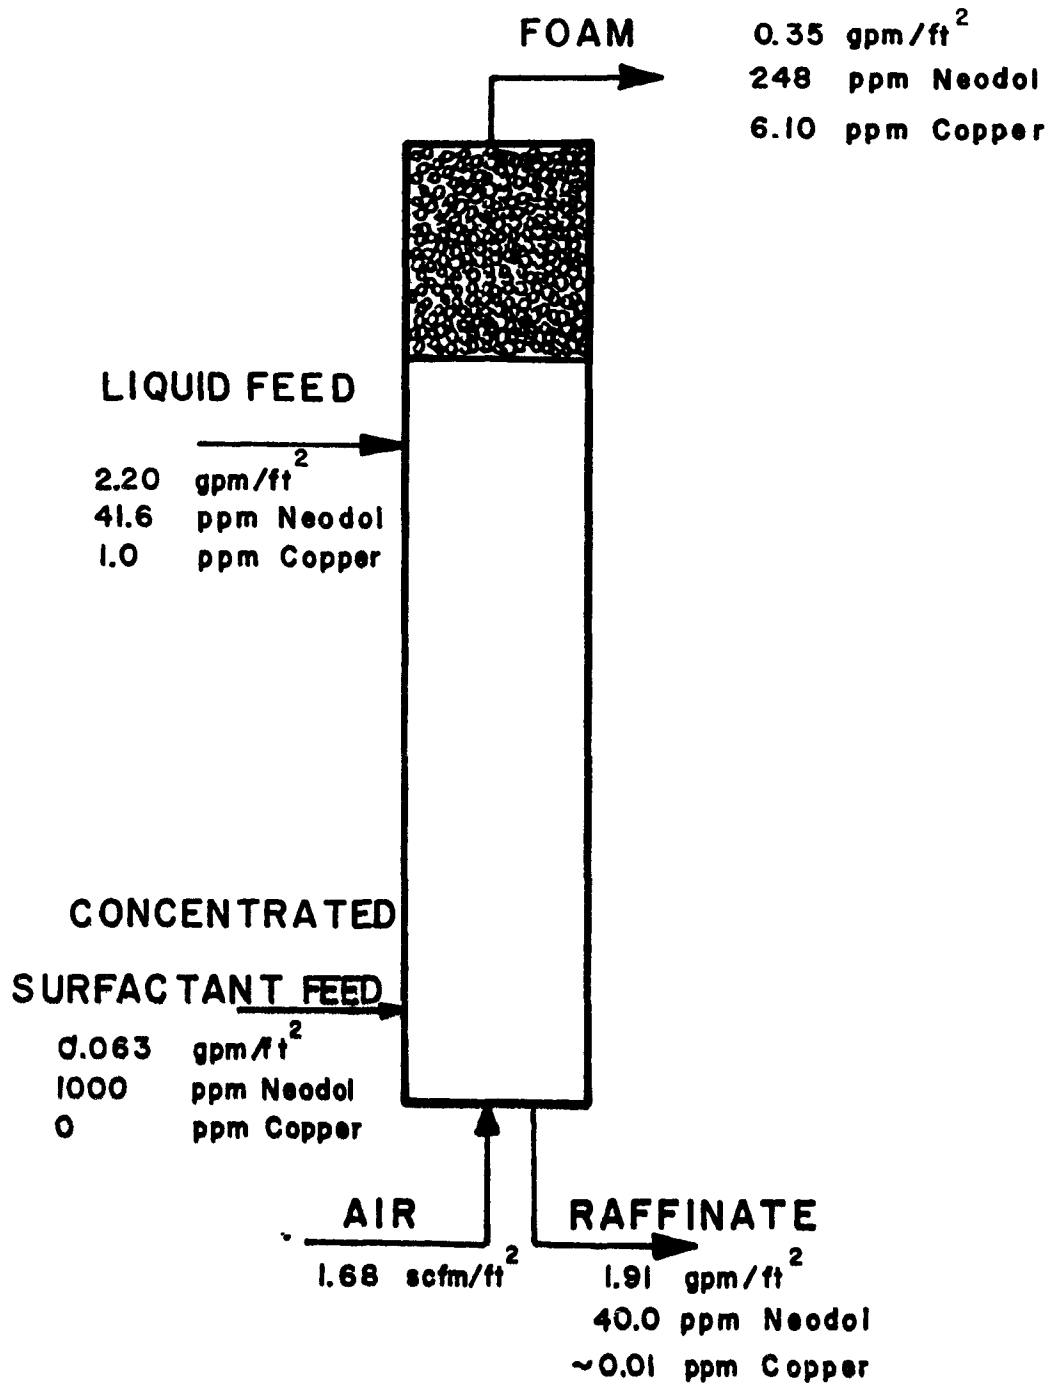 FOAM
0.35 gpm/ft²
248 ppm Neodol
6.10 ppm Copper
LIQUID FEED
2.20 gpm/ft²
41.6 ppm Neodol
1.0 ppm Copper
CONCENTRATED
SURFACTANT FEED
0.063 gpm/ft²
1000 ppm Neodol
0 ppm Copper
AIR
1.68 scfm/ft²
RAFFINATE
1.91 gpm/ft²
40.0 ppm Neodol
~0.01 ppm Copper